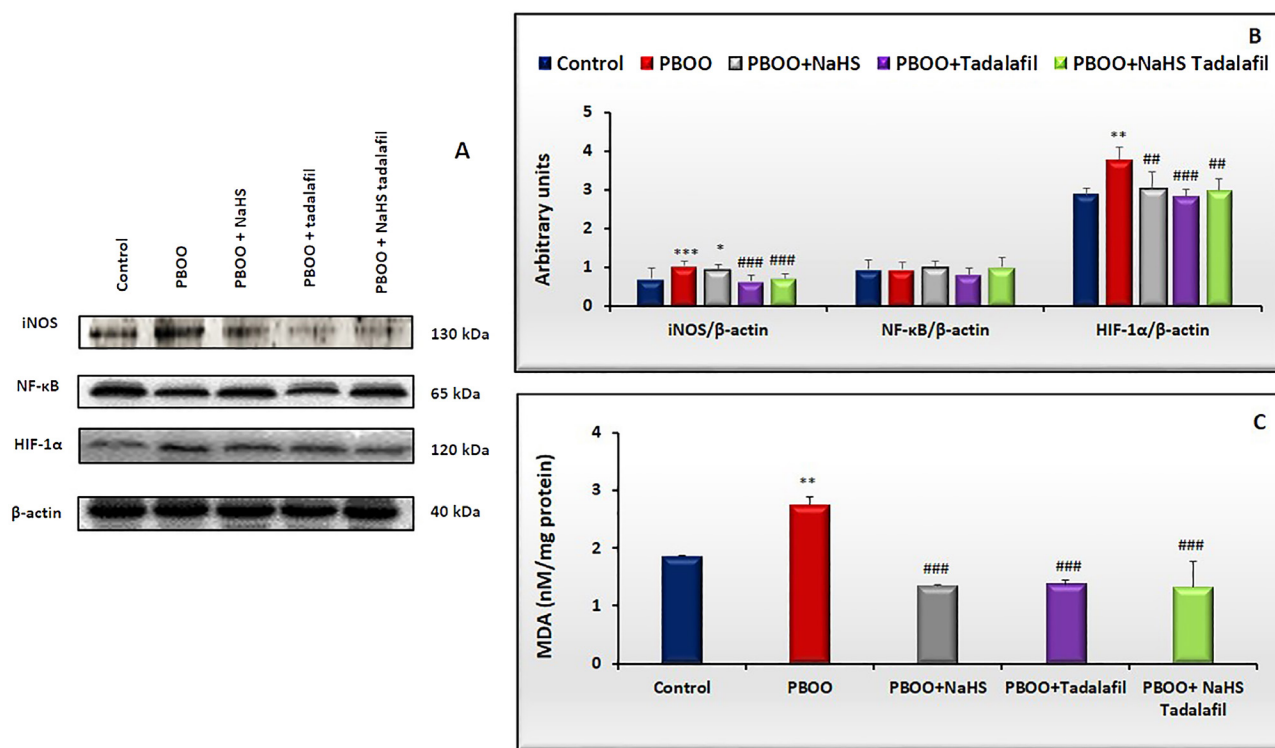 A
Control
PBOO
PBOO + NaHS
PBOO + tadalafil
PBOO + NaHS tadalafil
iNOS
130 kDa
NF-κB
65 kDa
HIF-1α
120 kDa
β-actin
40 kDa
B
Control PBOO PBOO+NaHS PBOO+Tadalafil PBOO+NaHS Tadalafil
Arbitrary units
5
4
3
2
1
0
*** * ### ###
** ## ### ##
iNOS/β-actin NF-κB/β-actin HIF-1α/β-actin
C
MDA (nM/mg protein)
4
3
2
1
0
** ### ### ###
Control PBOO PBOO+NaHS PBOO+Tadalafil PBOO+ NaHS
Tadalafil